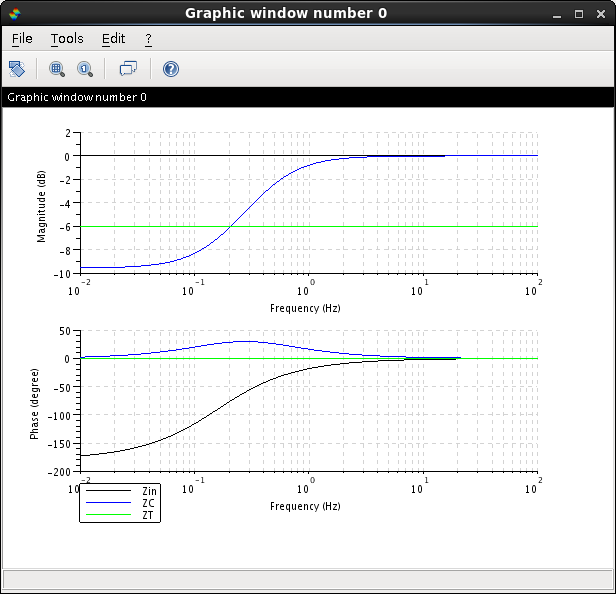 Graphic window number 0
File Tools Edit ?
Graphic window number 0
2
0
-2
-4
-6
-8
-10
Magnitude (dB)
10^-2 10^-1 10^0 10^1 10^2
Frequency (Hz)
50
0
-50
-100
-150
-200
Phase (degree)
10^-2 10^-1 10^0 10^1 10^2
Frequency (Hz)
Zin
ZC
ZT